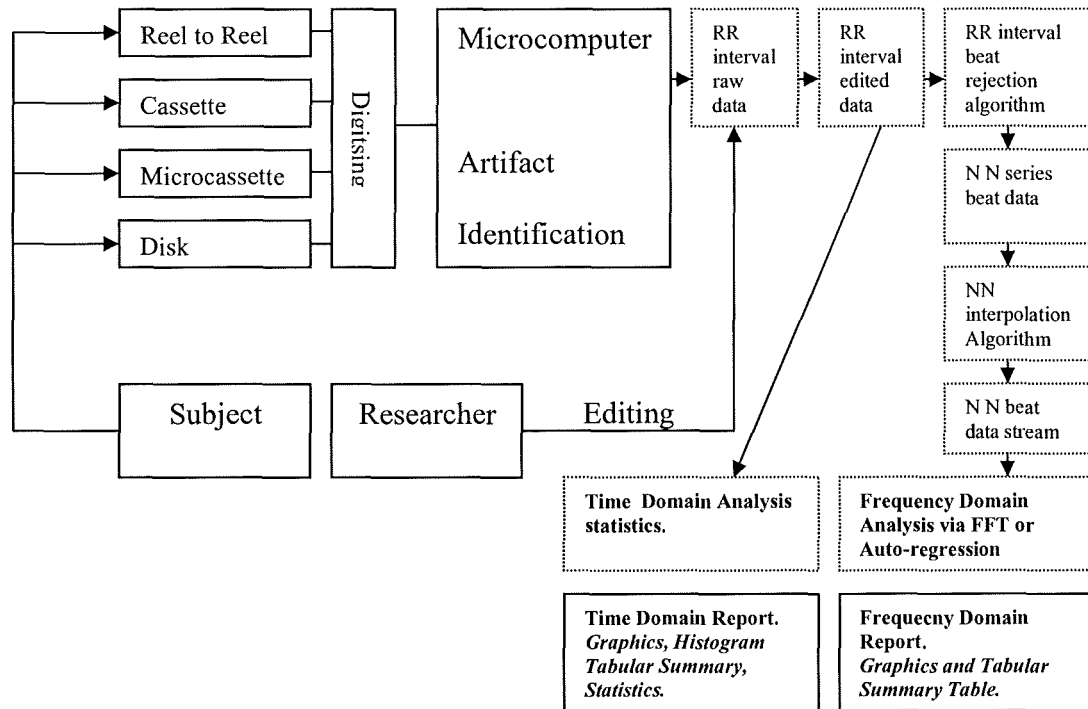 Reel to Reel
Cassette
Microcassette
Disk
Digitsing
Microcomputer
Artifact
Identification
RR
interval
raw
data
RR
interval
edited
data
RR interval
beat
rejection
algorithm
N N series
beat data
NN
interpolation
Algorithm
N N beat
data stream
Subject
Researcher
Editing
Time Domain Analysis
statistics.
Frequency Domain
Analysis via FFT or
Auto-regression
Time Domain Report.
Graphics, Histogram
Tabular Summary,
Statistics.
Frequecny Domain
Report.
Graphics and Tabular
Summary Table.